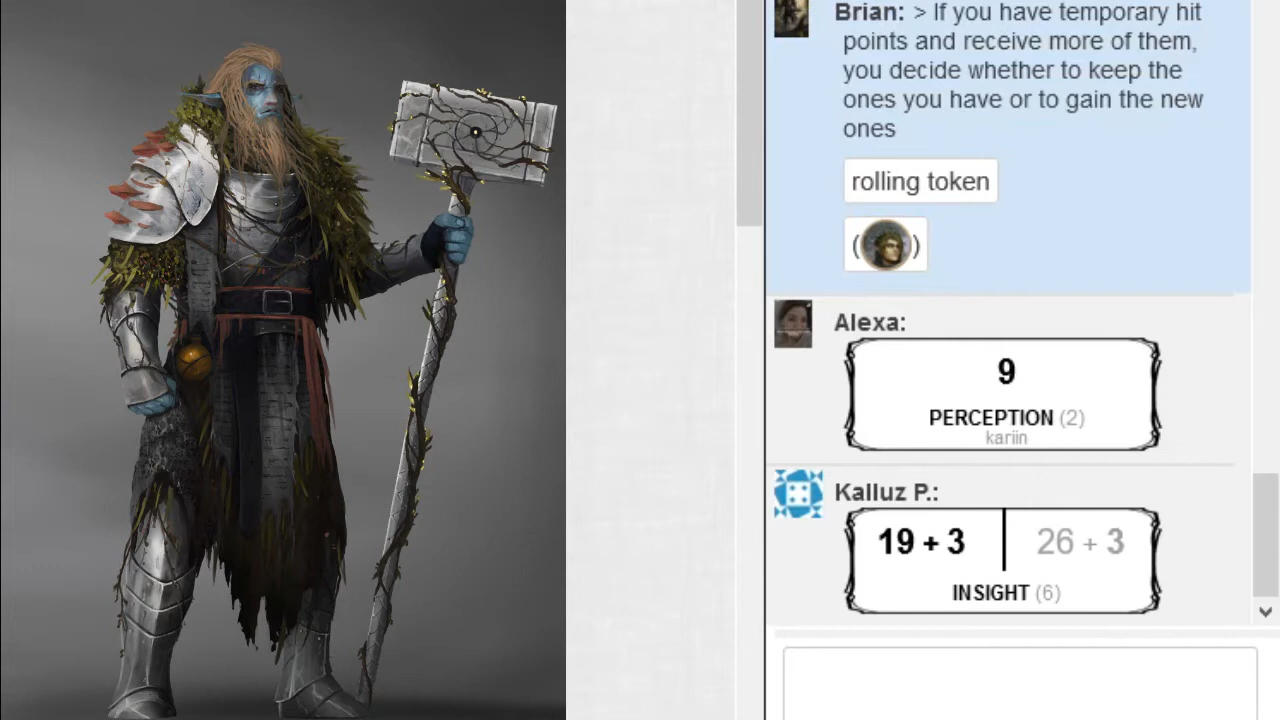 Brian: > If you have temporary hit
points and receive more of them,
you decide whether to keep the
ones you have or to gain the new
ones
rolling token
( )
Alexa:
9
PERCEPTION (2)
kariin
Kalluz P.:
19 + 3 26 + 3
INSIGHT (6)